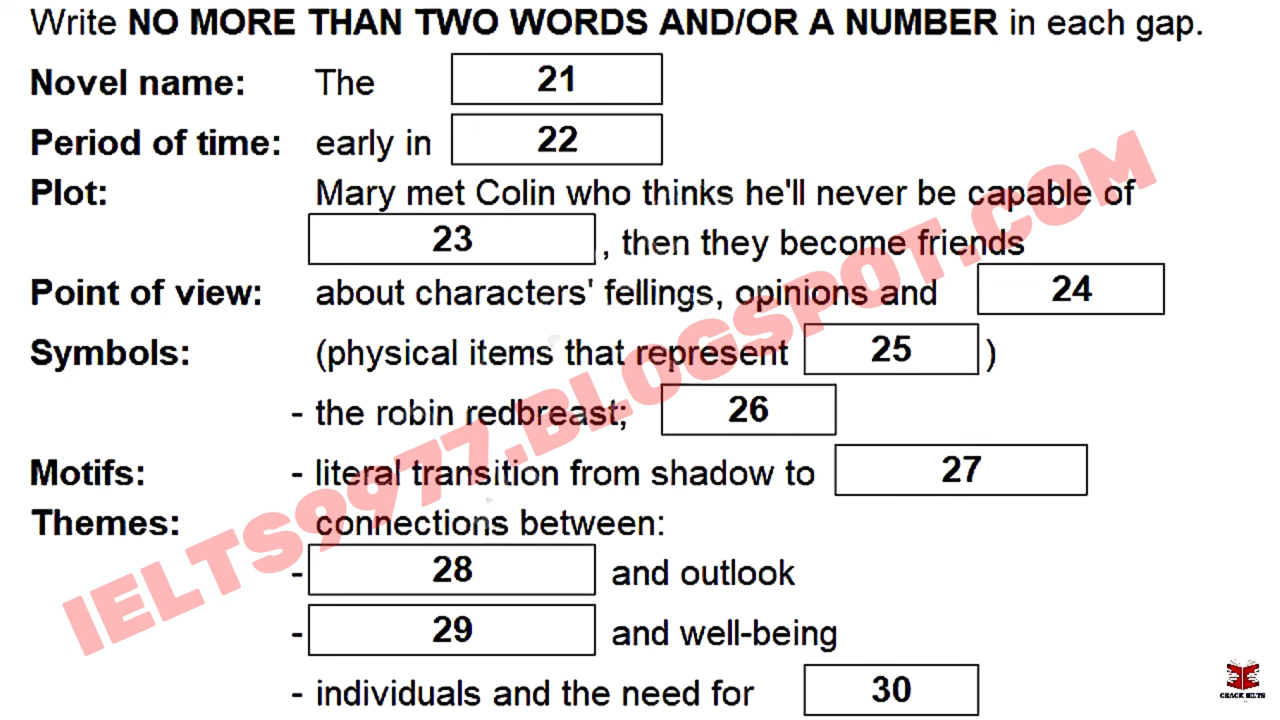 Write NO MORE THAN TWO WORDS AND/OR A NUMBER in each gap.
Novel name: The 21
Period of time: early in 22
Plot: Mary met Colin who thinks he'll never be capable of
23 , then they become friends
Point of view: about characters' fellings, opinions and 24
Symbols: (physical items that represent 25 )
- the robin redbreast; 26
Motifs: - literal transition from shadow to 27
Themes: connections between:
- 28 and outlook
- 29 and well-being
- individuals and the need for 30
IELTS9977.BLOGSPOT.COM
CRACK IELTS